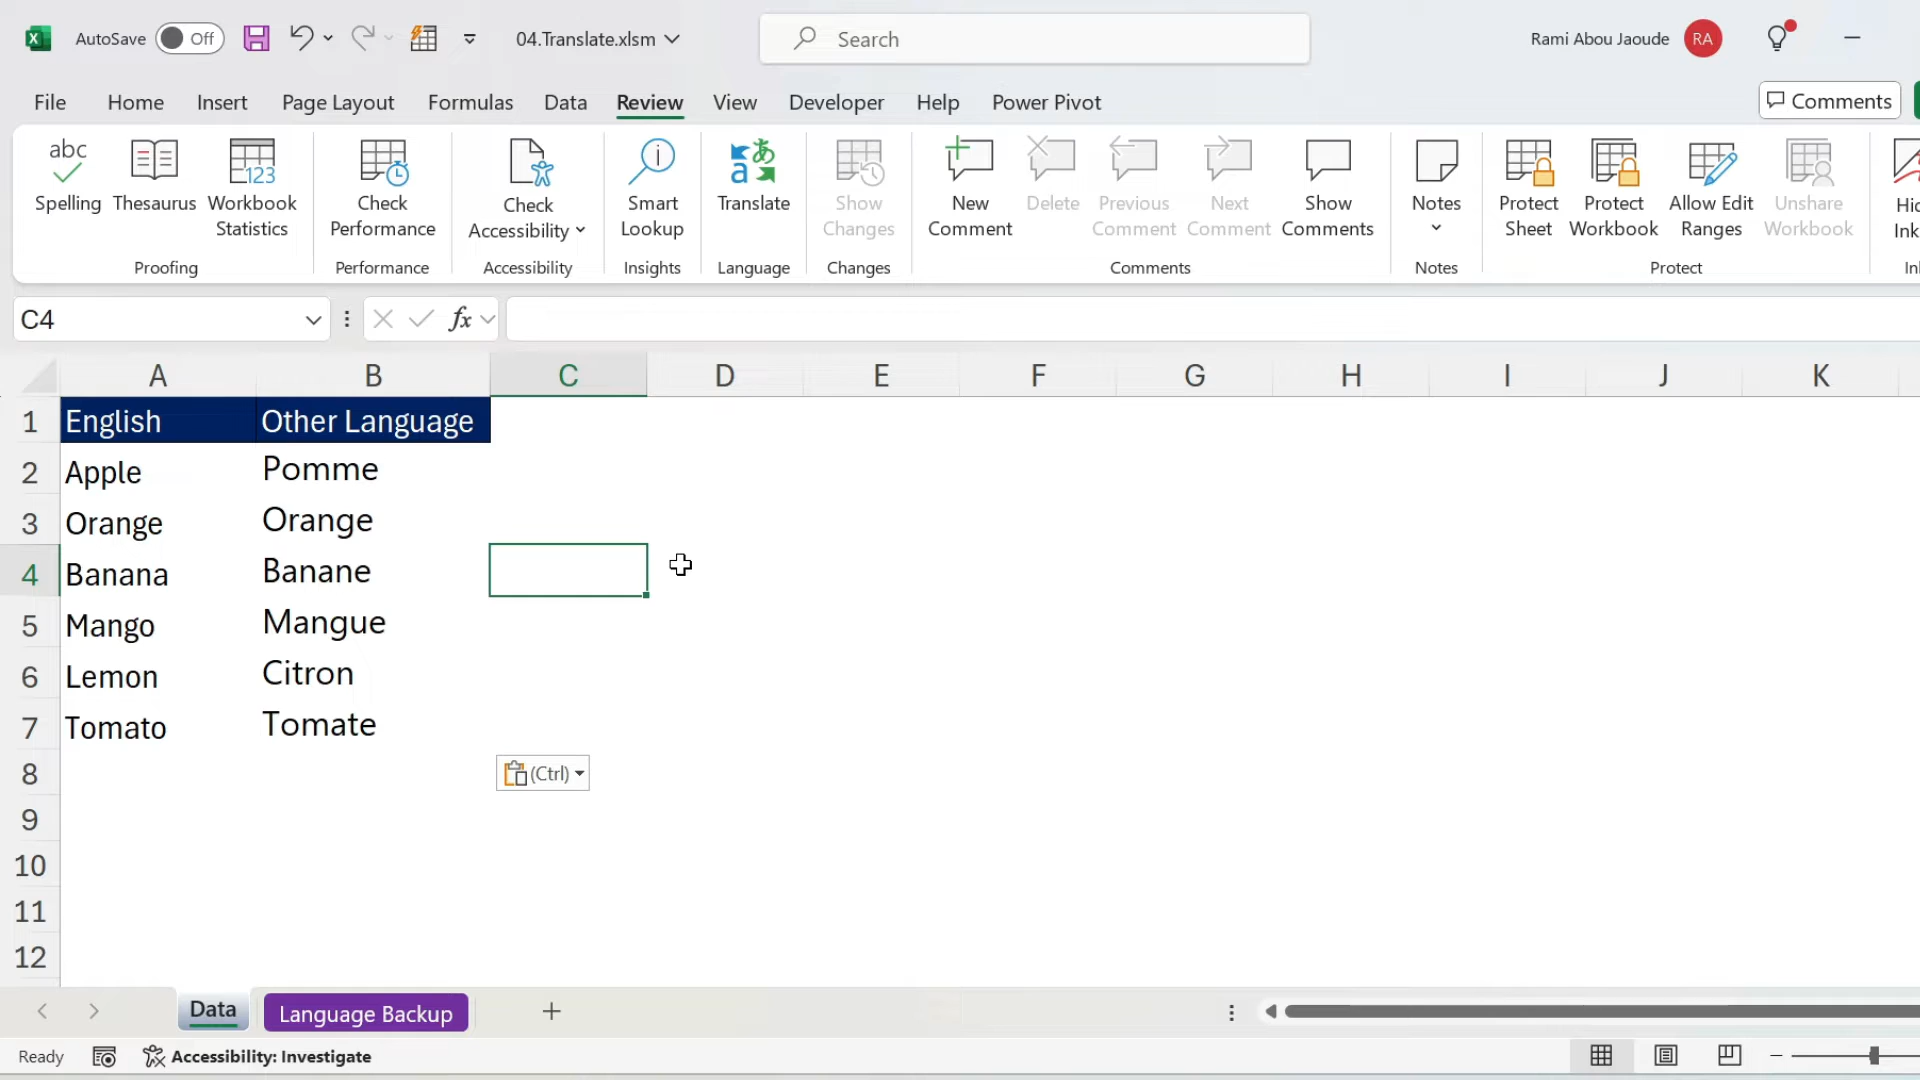 AutoSave Off 04.Translate.xlsm Search Rami Abou Jaoude RA
File Home Insert Page Layout Formulas Data Review View Developer Help Power Pivot Comments
abc
Spelling Thesaurus Workbook Statistics Check Performance Check Accessibility Smart Lookup Translate Show Changes New Comment Delete Previous Comment Next Comment Show Comments Notes Protect Sheet Protect Workbook Allow Edit Ranges Unshare Workbook
Proofing Performance Accessibility Insights Language Changes Comments Notes Protect
C4 fx
A B C D E F G H I J K
1 English Other Language
2 Apple Pomme
3 Orange Orange
4 Banana Banane
5 Mango Mangue
6 Lemon Citron
7 Tomato Tomate
8 (Ctrl)
9
10
11
12
Data Language Backup
Ready Accessibility: Investigate